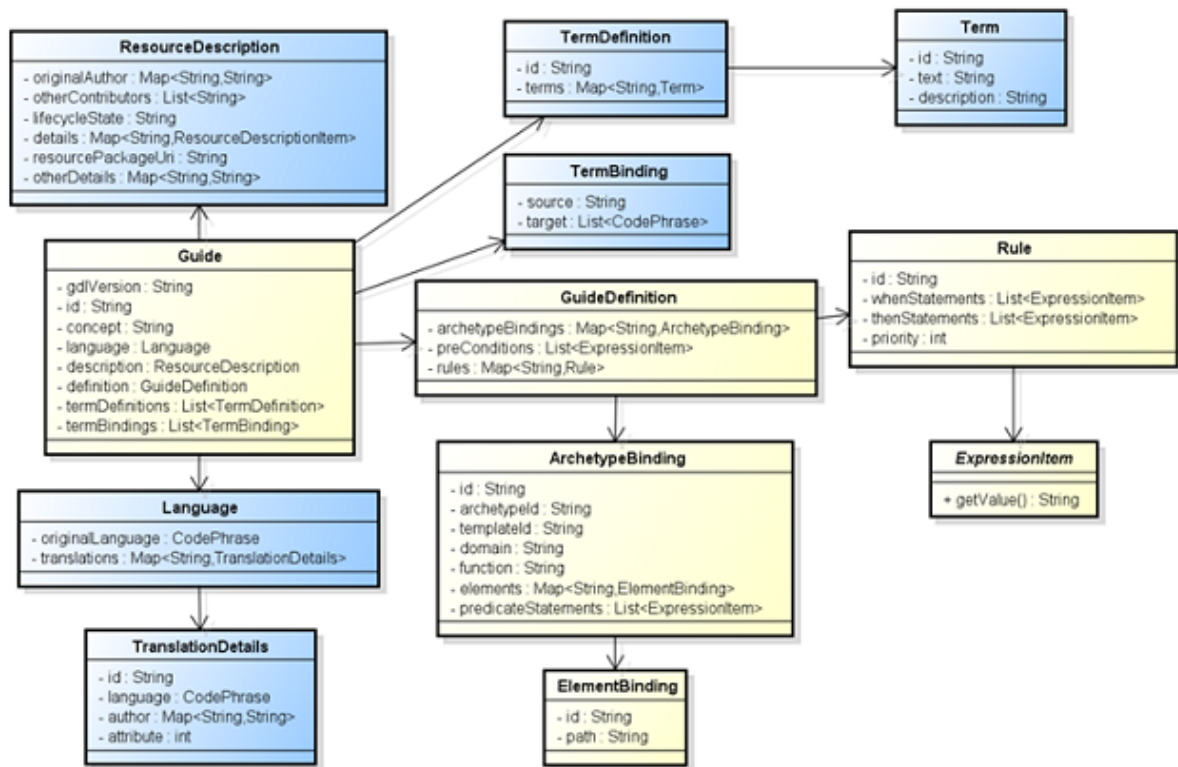 ResourceDescription
- originalAuthor : Map<String,String>
- otherContributors : List<String>
- lifecycleState : String
- details : Map<String,ResourceDescriptionItem>
- resourcePackageUri : String
- otherDetails : Map<String,String>
TermDefinition
- id : String
- terms : Map<String,Term>
Term
- id : String
- text : String
- description : String
TermBinding
- source : String
- target : List<CodePhrase>
Guide
- gdlVersion : String
- id : String
- concept : String
- language : Language
- description : ResourceDescription
- definition : GuideDefinition
- termDefinitions : List<TermDefinition>
- termBindings : List<TermBinding>
GuideDefinition
- archetypeBindings : Map<String,ArchetypeBinding>
- preConditions : List<ExpressionItem>
- rules : Map<String,Rule>
Rule
- id : String
- whenStatements : List<ExpressionItem>
- thenStatements : List<ExpressionItem>
- priority : int
ArchetypeBinding
- id : String
- archetypeId : String
- templateId : String
- domain : String
- function : String
- elements : Map<String,ElementBinding>
- predicateStatements : List<ExpressionItem>
ExpressionItem
+ getValue() : String
Language
- originalLanguage : CodePhrase
- translations : Map<String,TranslationDetails>
TranslationDetails
- id : String
- language : CodePhrase
- author : Map<String,String>
- attribute : int
ElementBinding
- id : String
- path : String